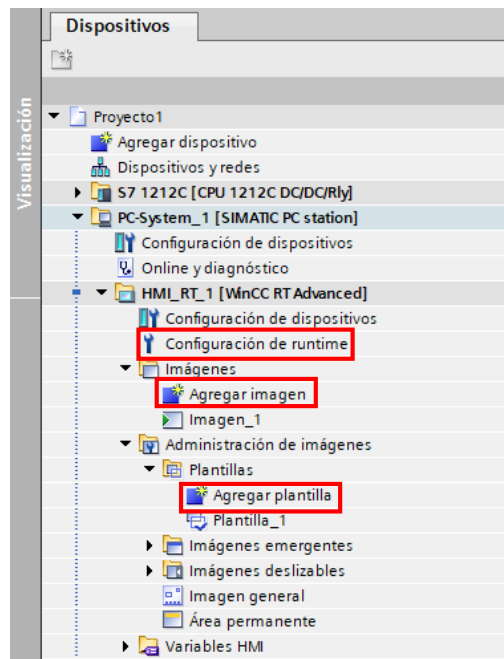 Dispositivos
Visualización
Proyecto1
Agregar dispositivo
Dispositivos y redes
S7 1212C [CPU 1212C DC/DC/Rly]
PC-System_1 [SIMATIC PC station]
Configuración de dispositivos
Online y diagnóstico
HMI_RT_1 [WinCC RT Advanced]
Configuración de dispositivos
Configuración de runtime
Imágenes
Agregar imagen
Imagen_1
Administración de imágenes
Plantillas
Agregar plantilla
Plantilla_1
Imágenes emergentes
Imágenes deslizables
Imagen general
Área permanente
Variables HMI